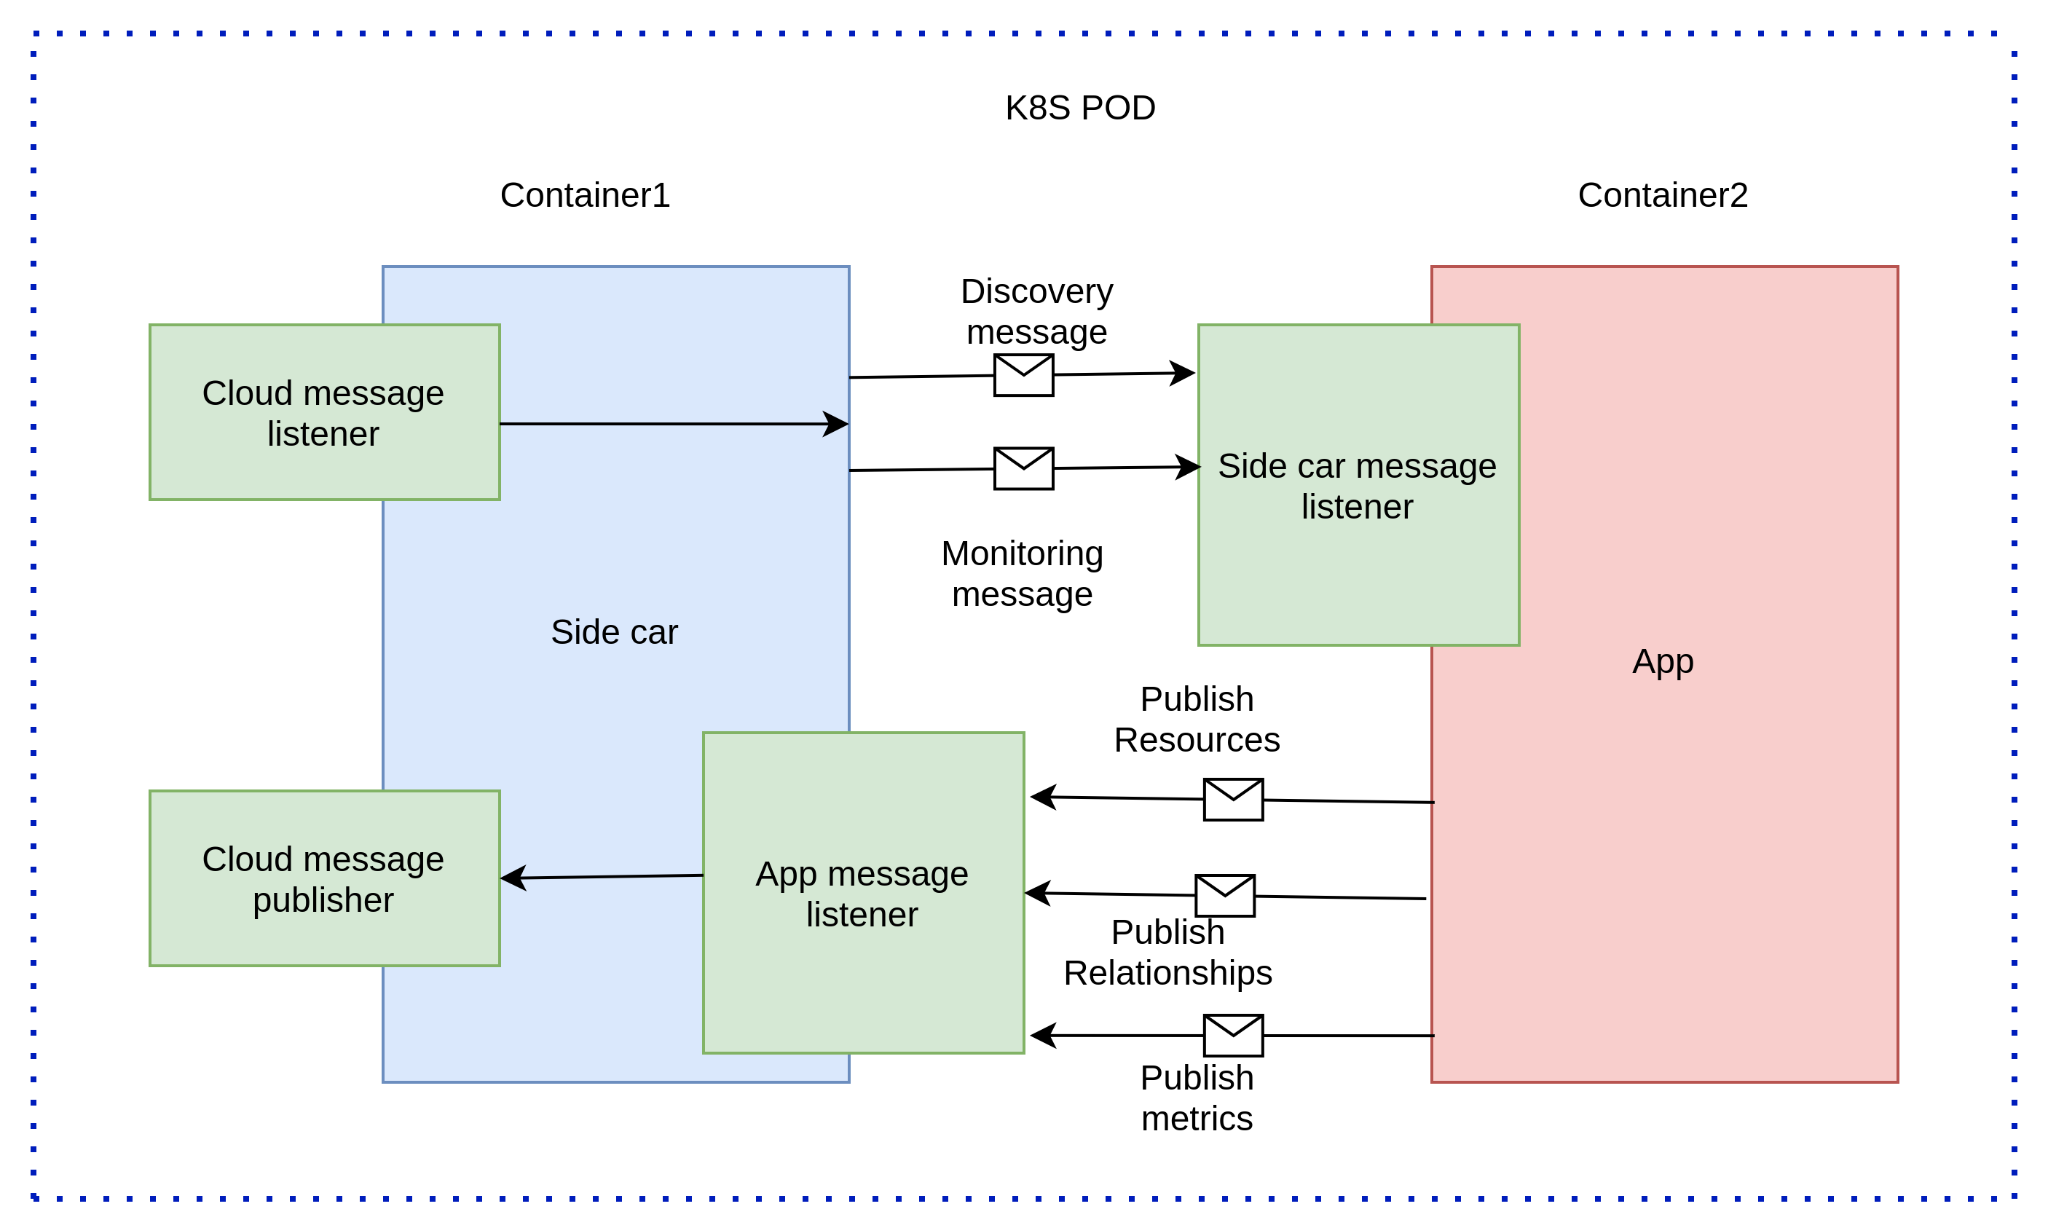 K8S POD
Container1
Container2
Discovery
message
Cloud message
listener
Side car message
listener
Monitoring
message
Side car
App
Publish
Resources
Cloud message
publisher
App message
listener
Publish
Relationships
Publish
metrics